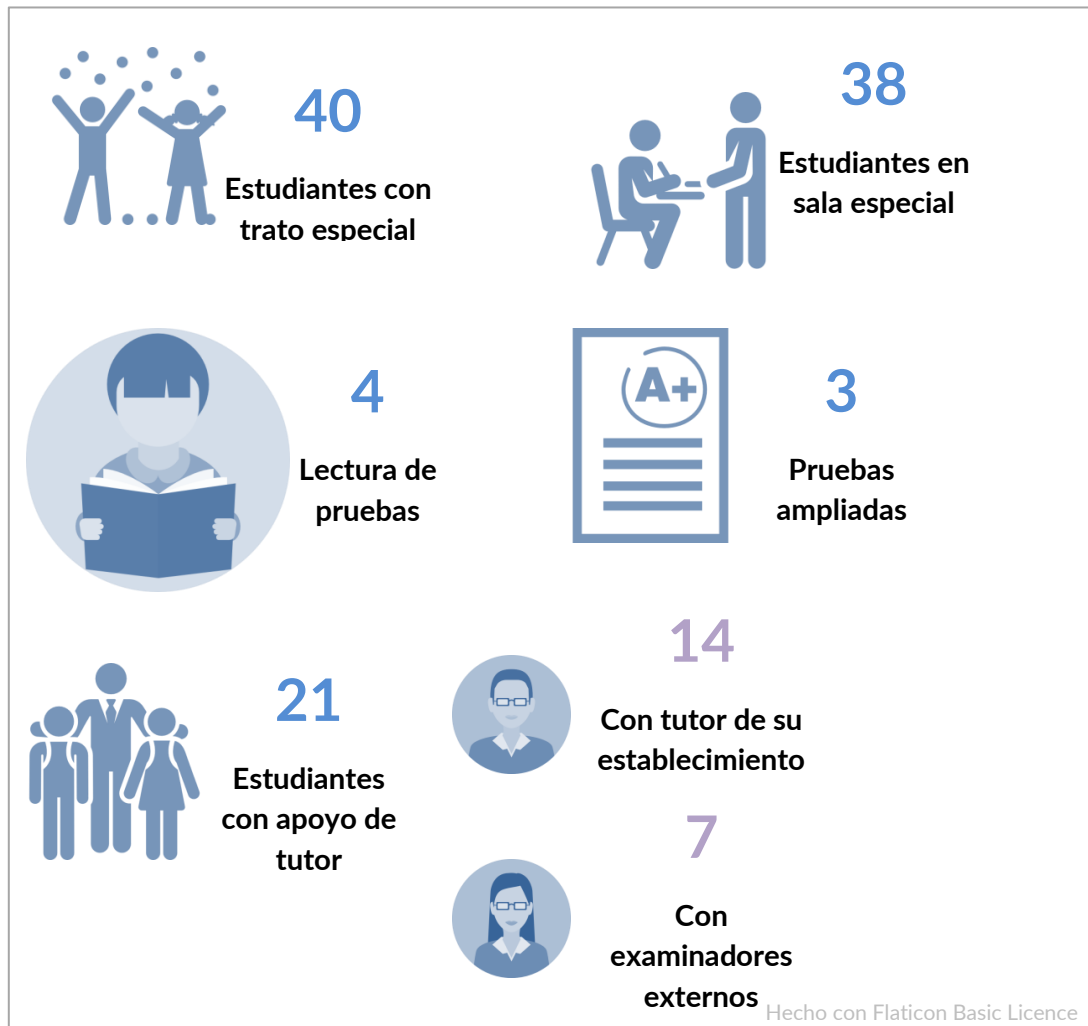 40
Estudiantes con
trato especial
38
Estudiantes en
sala especial
4
Lectura de
pruebas
A+
3
Pruebas
ampliadas
21
Estudiantes
con apoyo de
tutor
14
Con tutor de su
establecimiento
7
Con
examinadores
externos
Hecho con Flaticon Basic Licence